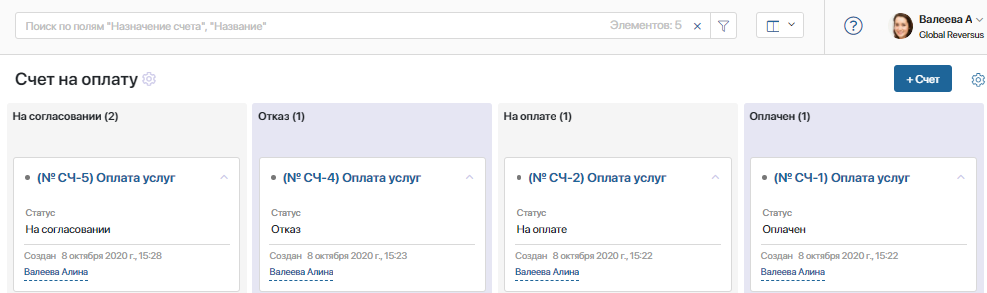 Поиск по полям "Назначение счета", "Название"
Элементов: 5
Валеева А
Global Reversus
Счет на оплату
+ Счет
На согласовании (2)
Отказ (1)
На оплате (1)
Оплачен (1)
(№ СЧ-5) Оплата услуг
Статус
На согласовании
Создан 8 октября 2020 г., 15:28
Валеева Алина
(№ СЧ-4) Оплата услуг
Статус
Отказ
Создан 8 октября 2020 г., 15:23
Валеева Алина
(№ СЧ-2) Оплата услуг
Статус
На оплате
Создан 8 октября 2020 г., 15:22
Валеева Алина
(№ СЧ-1) Оплата услуг
Статус
Оплачен
Создан 8 октября 2020 г., 15:22
Валеева Алина